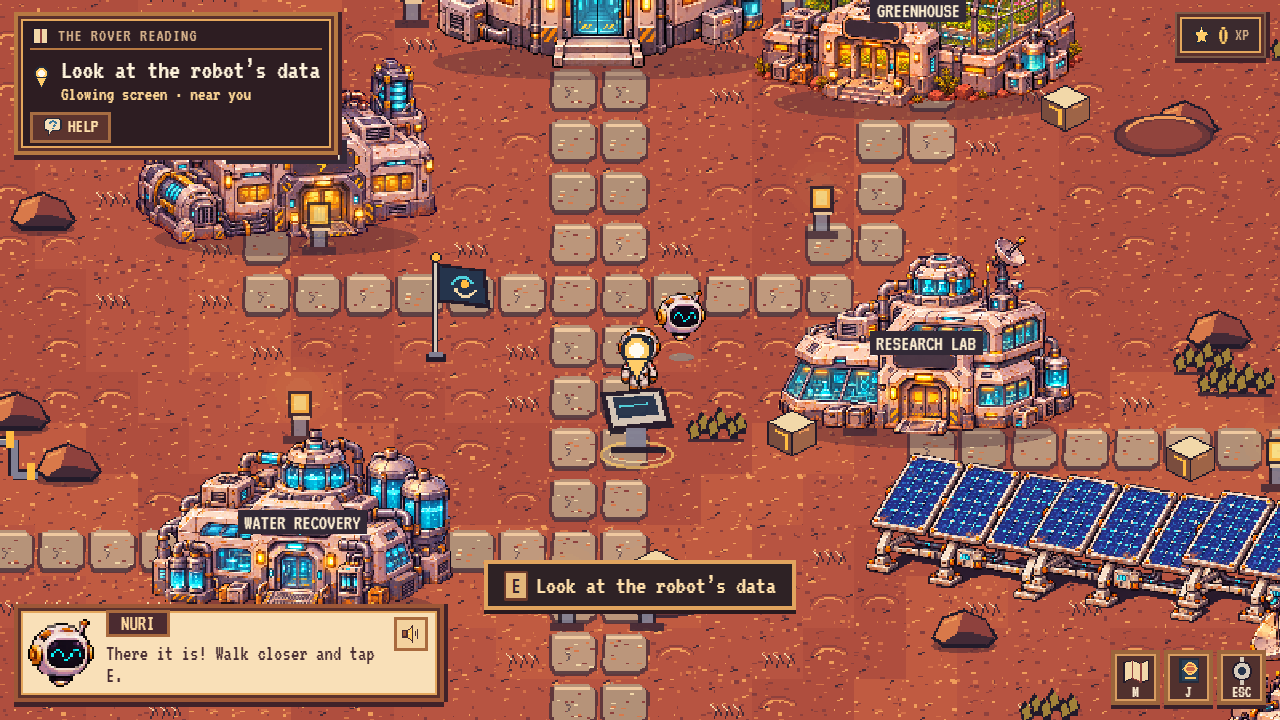 GREENHOUSE
THE ROVER READING
Look at the robot's data
Glowing screen · near you
HELP
0 XP
RESEARCH LAB
WATER RECOVERY
E Look at the robot's data
NURI
There it is! Walk closer and tap
E.
M
J
ESC